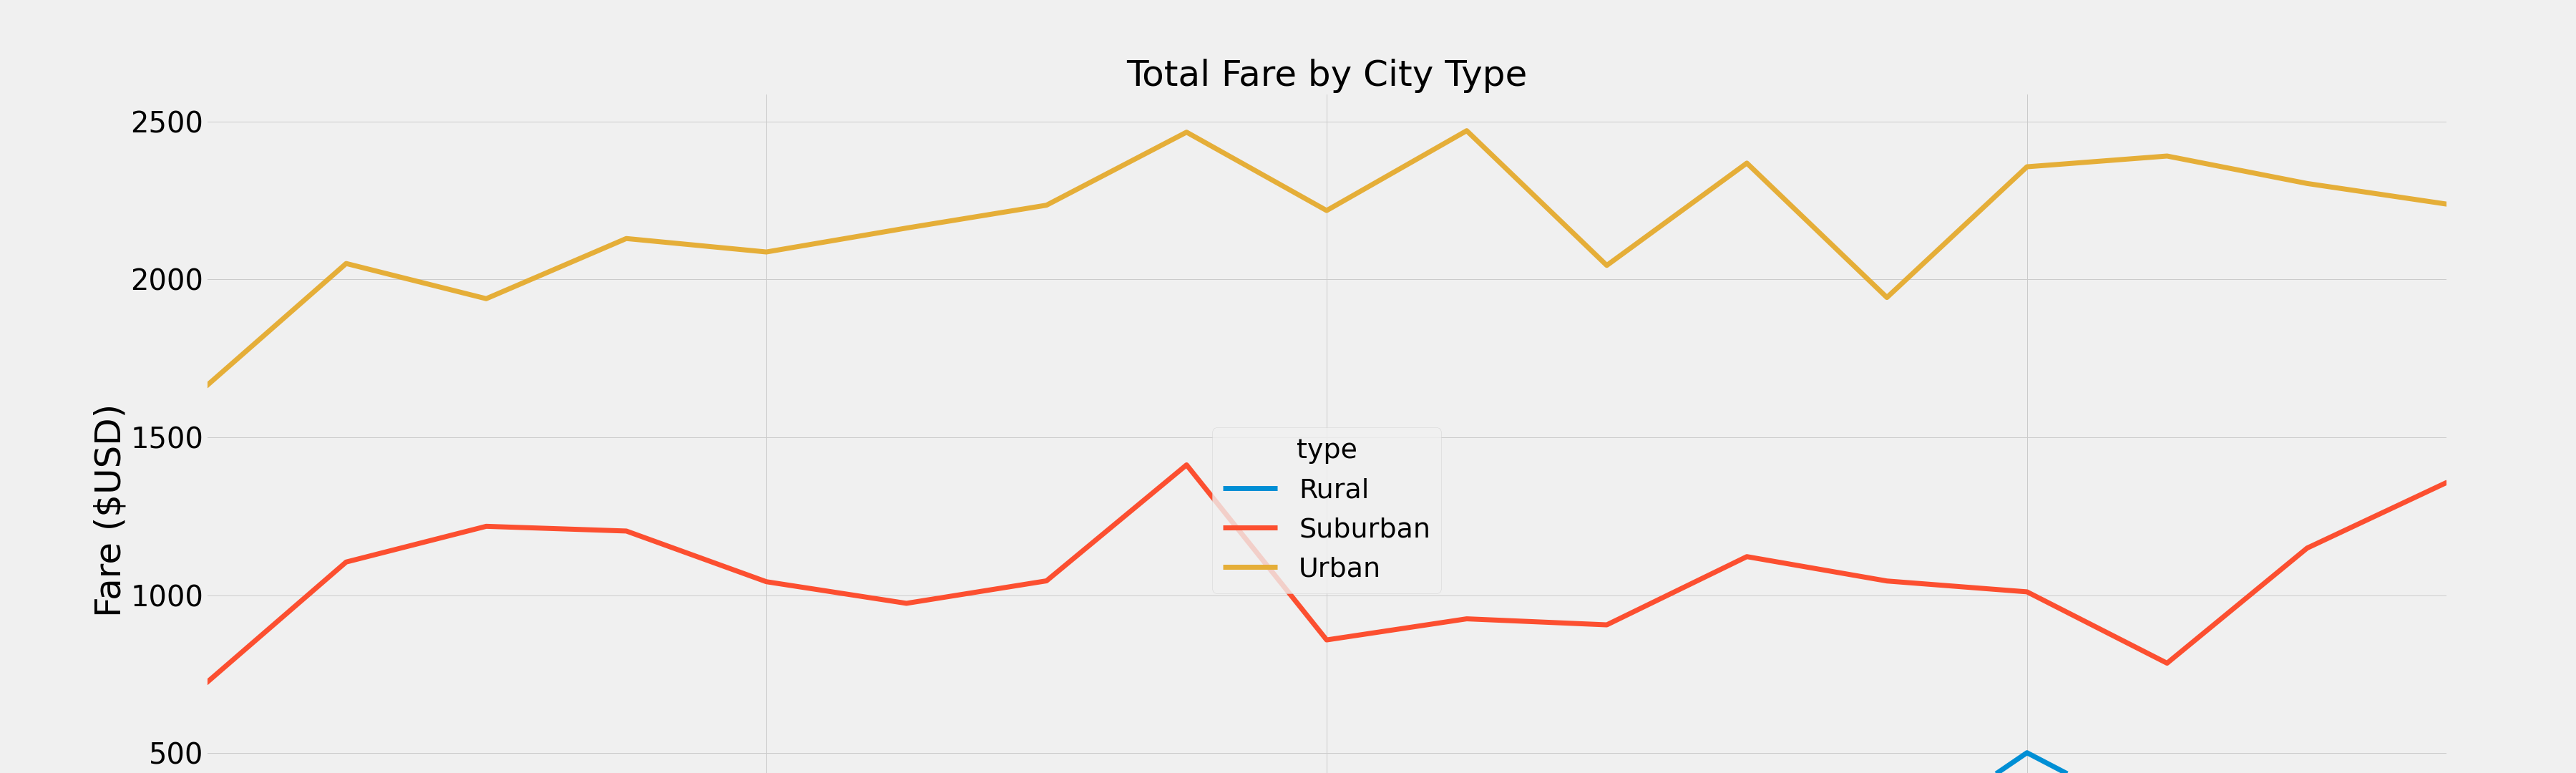 Total Fare by City Type
Fare ($USD)
2500
2000
1500
1000
500
type
Rural
Suburban
Urban